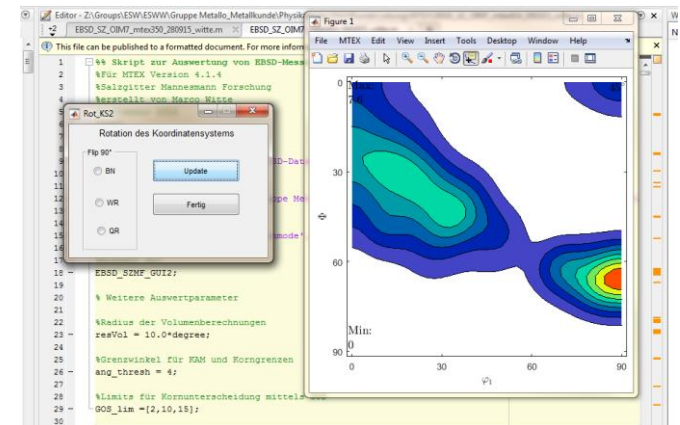 Editor - Z:\Groups\ESW\ESWW\Gruppe Metallo_Metallkunde\Physik
EBSD_SZ_OIM7_mtex350_280915_witte.m
EBSD_SZ_OIM7
This file can be published to a formatted document. For more inform
1 %% Skript zur Auswertung von EBSD-Mess
2 %Für MTEX Version 4.1.4
3 %Salzgitter Mannesmann Forschung
4 %erstellt von Marco Witte
Rot_KS2
Rotation des Koordinatensystems
Flip 90°
BN
WR
QR
Update
Fertig
18 EBSD_SZMF_GUI2;
19
20 % Weitere Auswertparameter
21
22 %Radius der Volumenberechnungen
23 resVol = 10.0*degree;
24
25 %Grenzwinkel für KAM und Korngrenzen
26 ang_thresh = 4;
27
28 %Limits für Kornunterscheidung mittels
29 GOS_lim =[2,10,15];
30
Figure 1
File MTEX Edit View Insert Tools Desktop Window Help
Max:
0
30
60
90
Φ
Min:
0
0 30 60 90
φ1